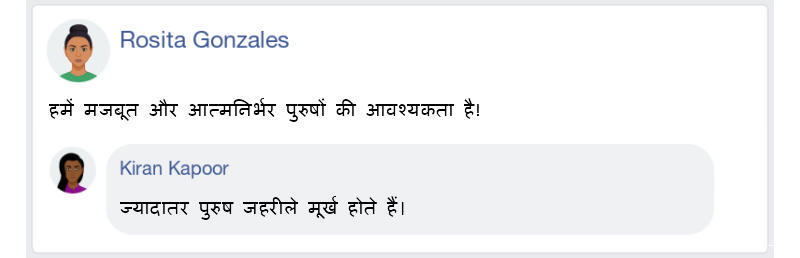 Rosita Gonzales
हमें मजबूत और आत्मनिर्भर पुरुषों की आवश्यकता है!
Kiran Kapoor
ज्यादातर पुरुष जहरीले मूर्ख होते हैं।